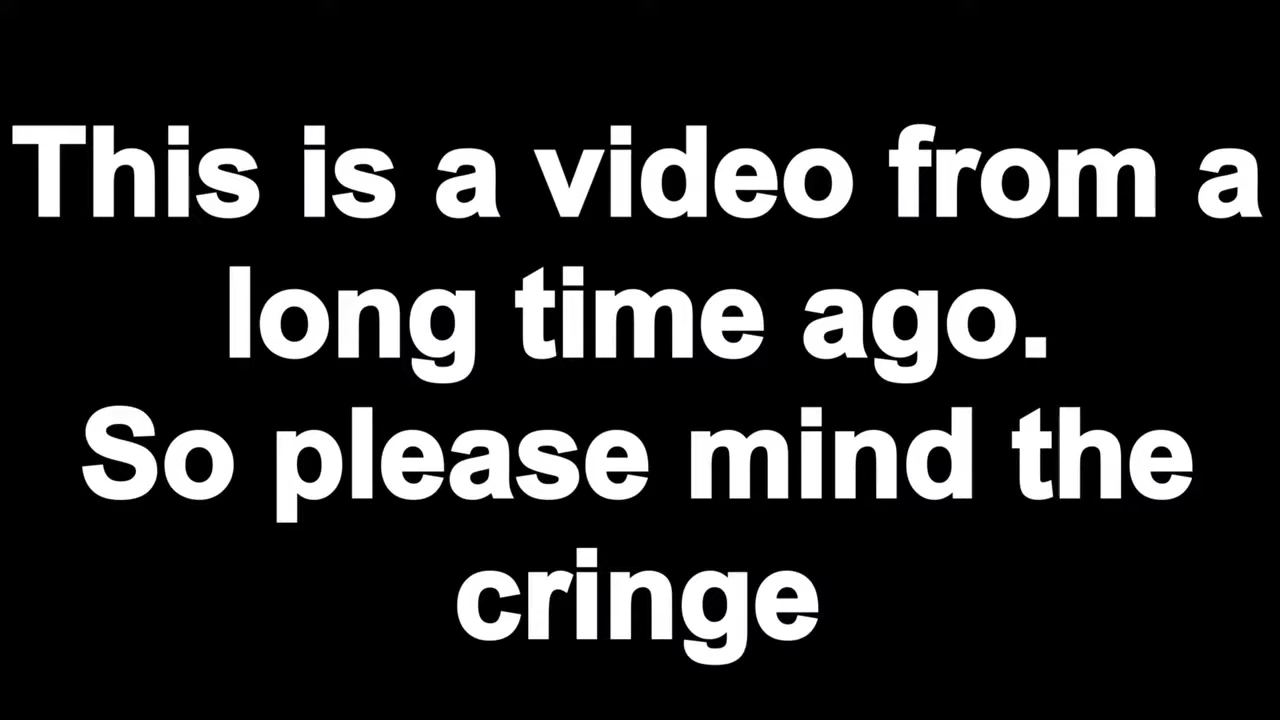 This is a video from a
long time ago.
So please mind the
cringe